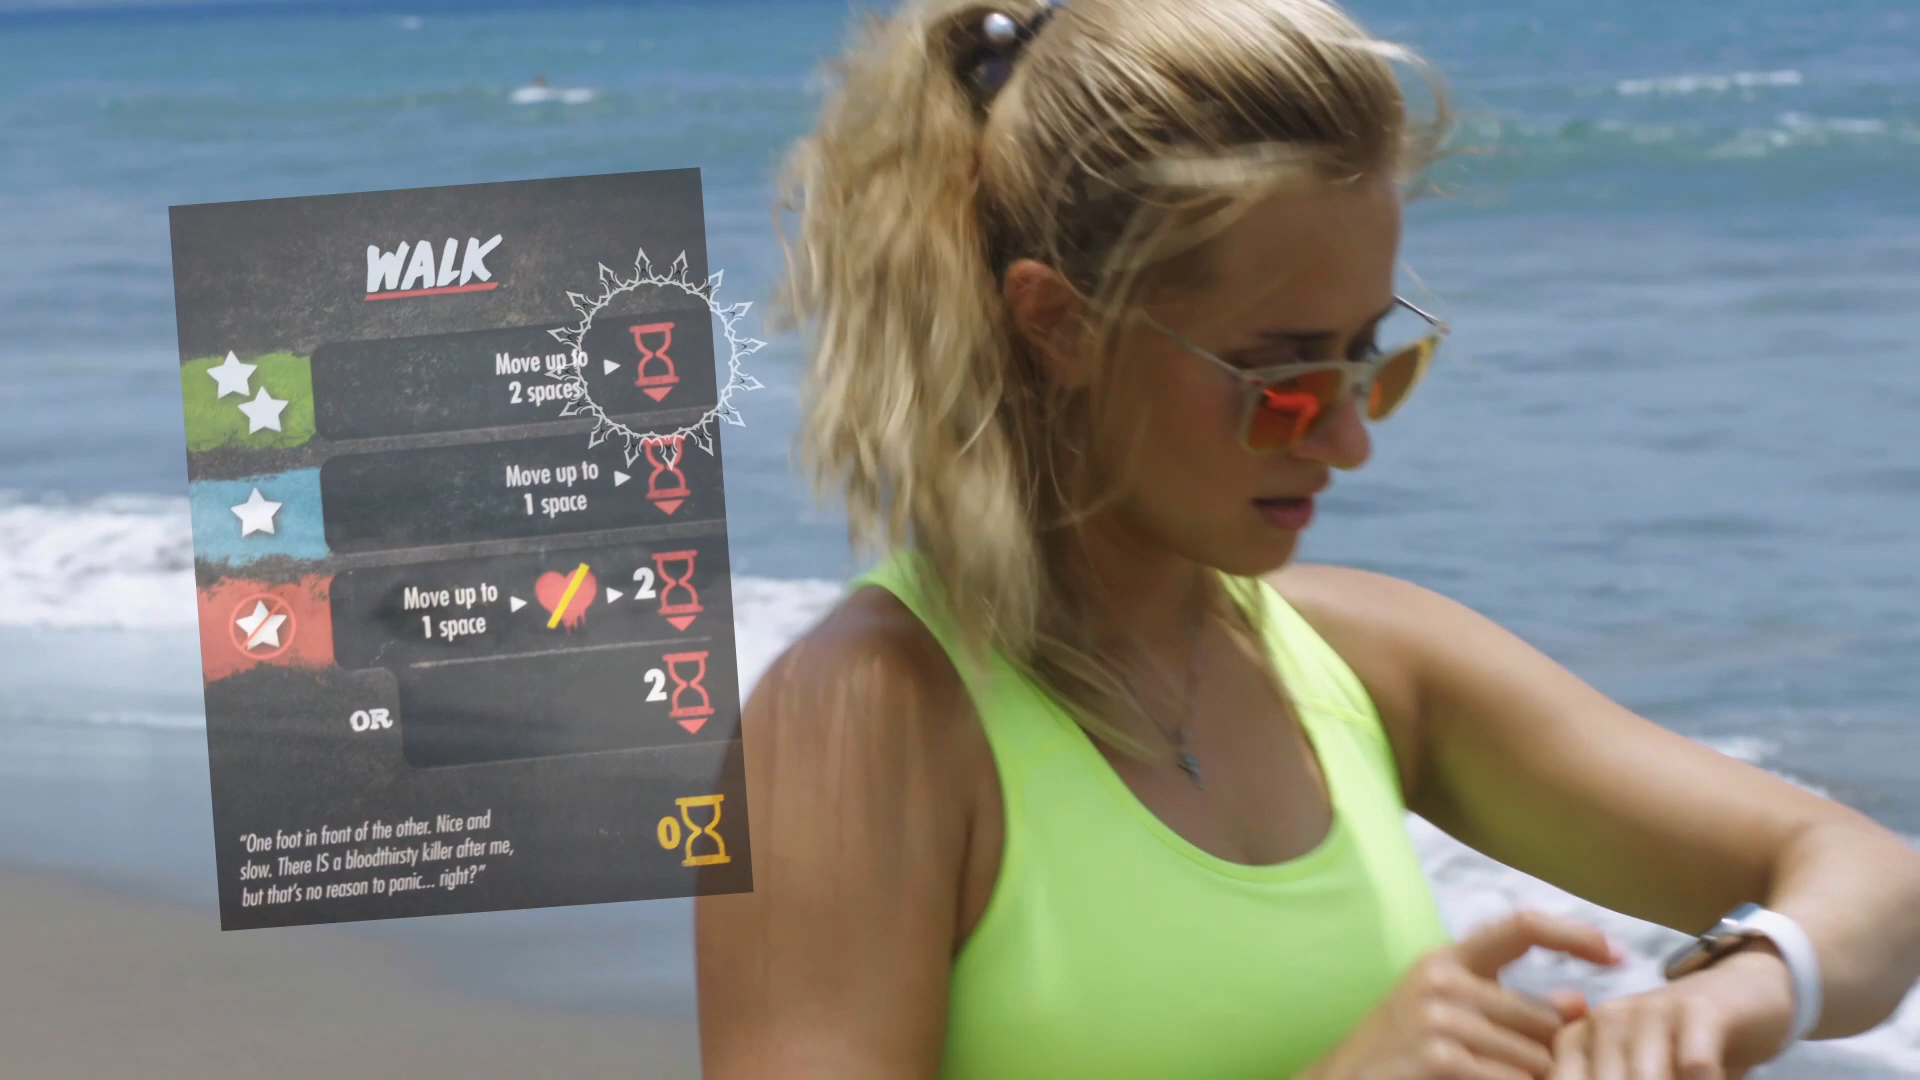 WALK
Move up to
2 spaces
Move up to
1 space
Move up to
1 space
2
OR
2
0
"One foot in front of the other. Nice and
slow. There IS a bloodthirsty killer after me,
but that's no reason to panic... right?"